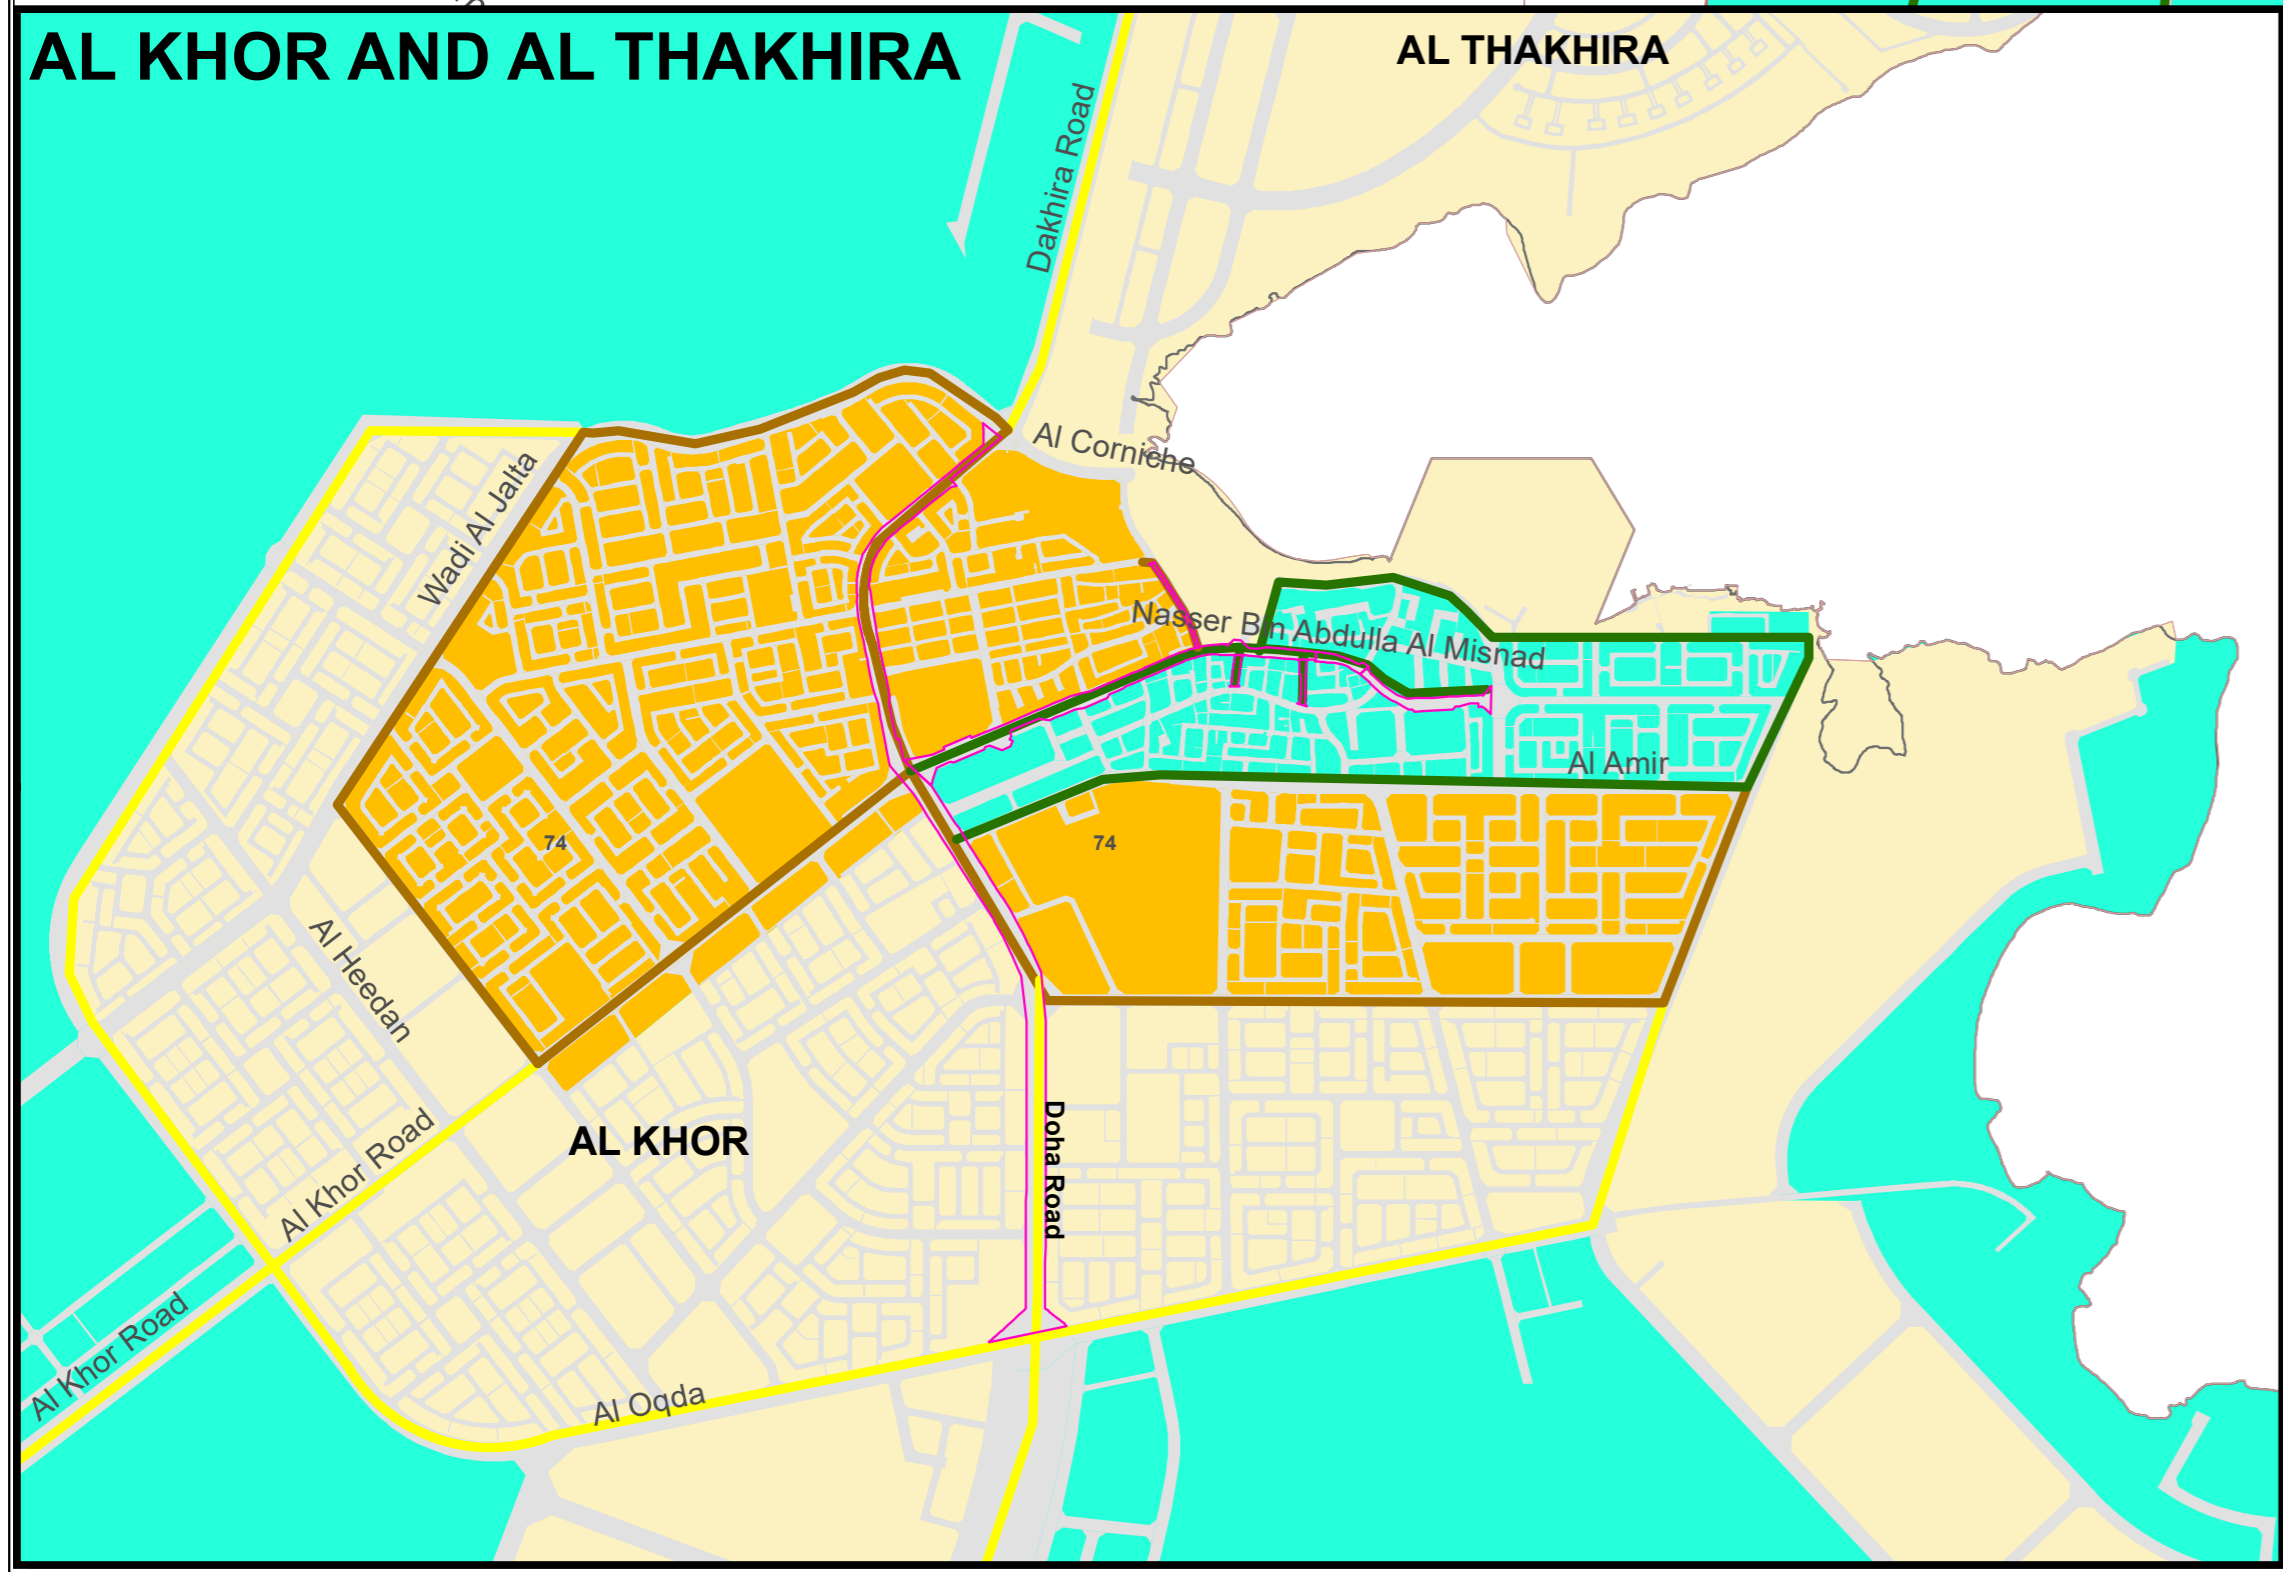 AL KHOR AND AL THAKHIRA
AL THAKHIRA
Dakhira Road
Al Corniche
Wadi Al Jalta
Nasser Bin Abdulla Al Misnad
Al Amir
74
74
Al Heedan
AL KHOR
Al Khor Road
Doha Road
Al Khor Road
Al Oqda